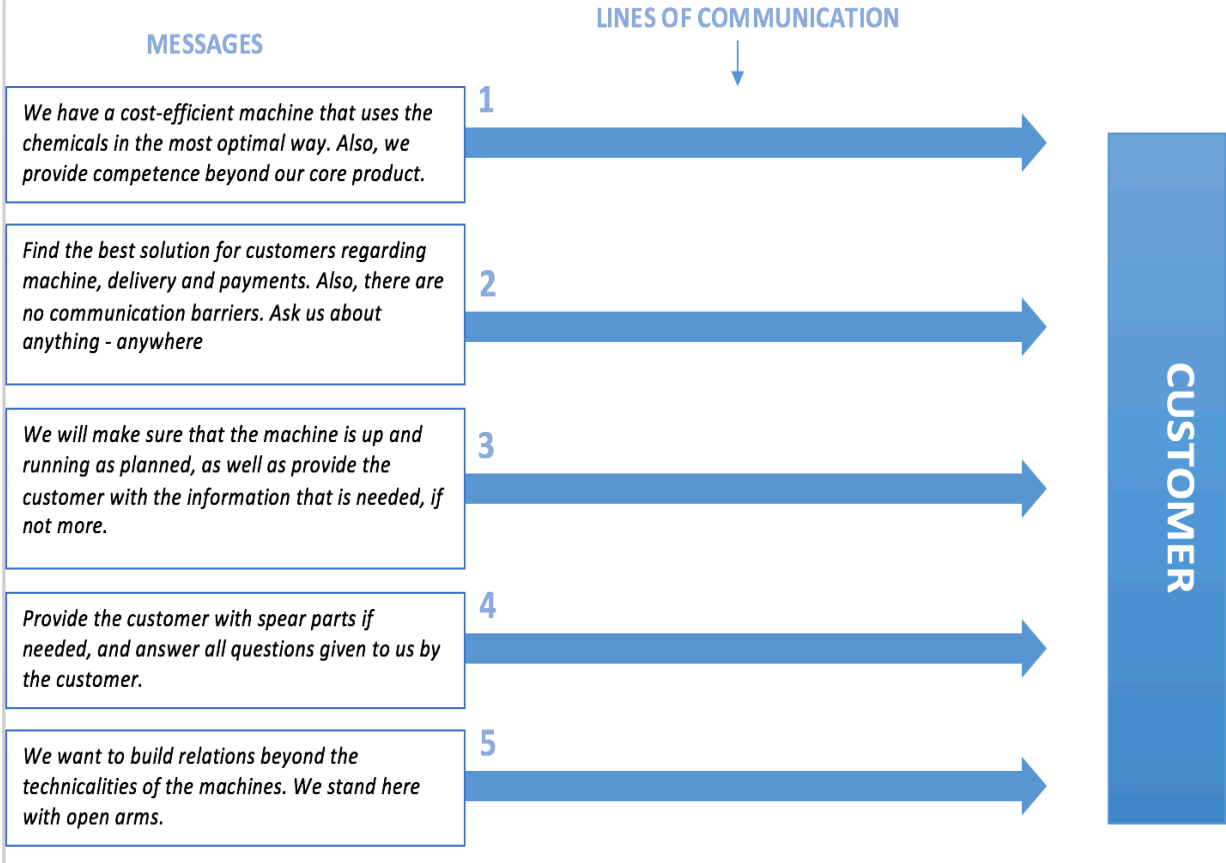 LINES OF COMMUNICATION
MESSAGES
1
We have a cost-efficient machine that uses the
chemicals in the most optimal way. Also, we
provide competence beyond our core product.
2
Find the best solution for customers regarding
machine, delivery and payments. Also, there are
no communication barriers. Ask us about
anything - anywhere
3
We will make sure that the machine is up and
running as planned, as well as provide the
customer with the information that is needed, if
not more.
4
Provide the customer with spear parts if
needed, and answer all questions given to us by
the customer.
5
We want to build relations beyond the
technicalities of the machines. We stand here
with open arms.
CUSTOMER